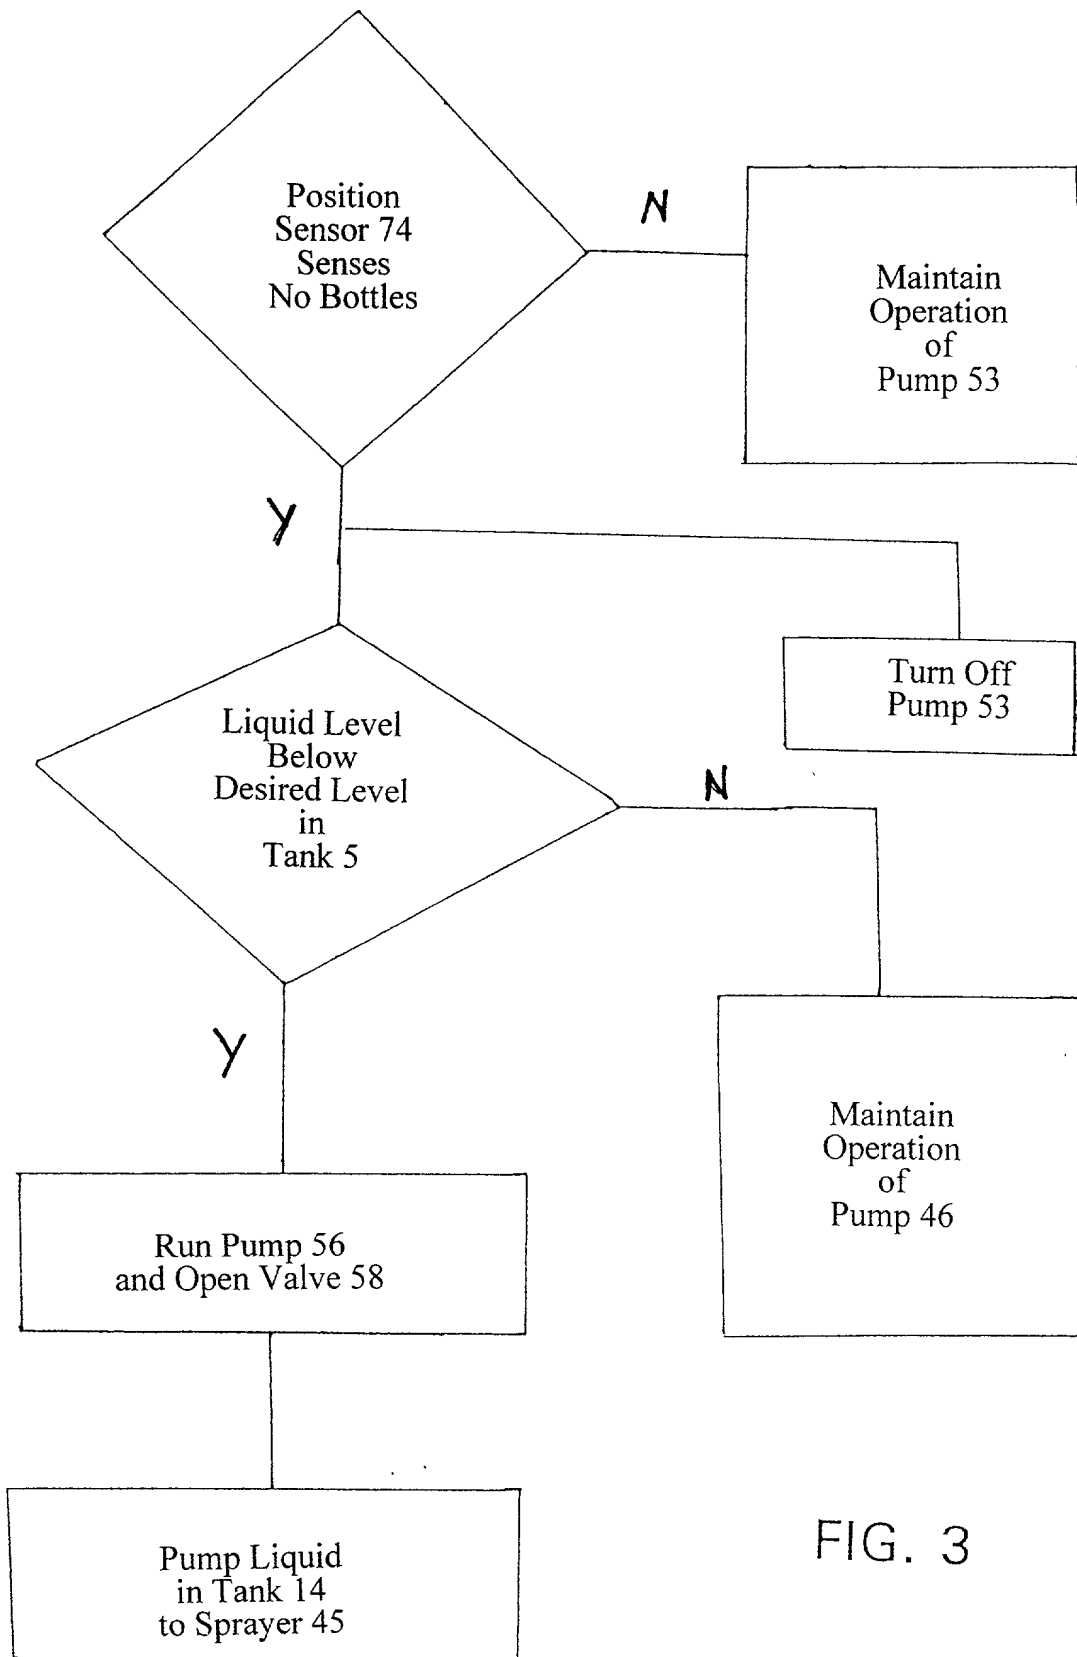 Position
Sensor 74
Senses
No Bottles
N
Maintain
Operation
of
Pump 53
Y
Turn Off
Pump 53
Liquid Level
Below
Desired Level
in
Tank 5
N
Y
Maintain
Operation
of
Pump 46
Run Pump 56
and Open Valve 58
Pump Liquid
in Tank 14
to Sprayer 45
FIG. 3